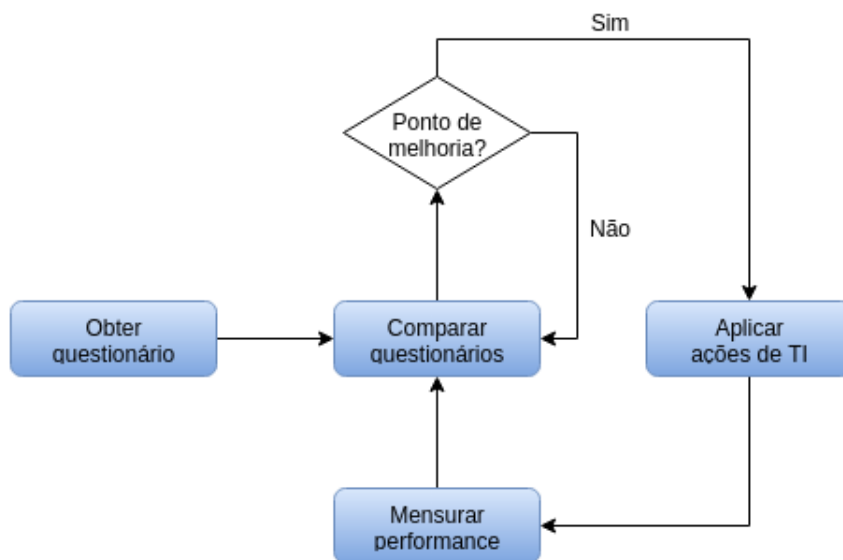 Sim
Ponto de
melhoria?
Não
Obter
questionário
Comparar
questionários
Aplicar
ações de TI
Mensurar
performance